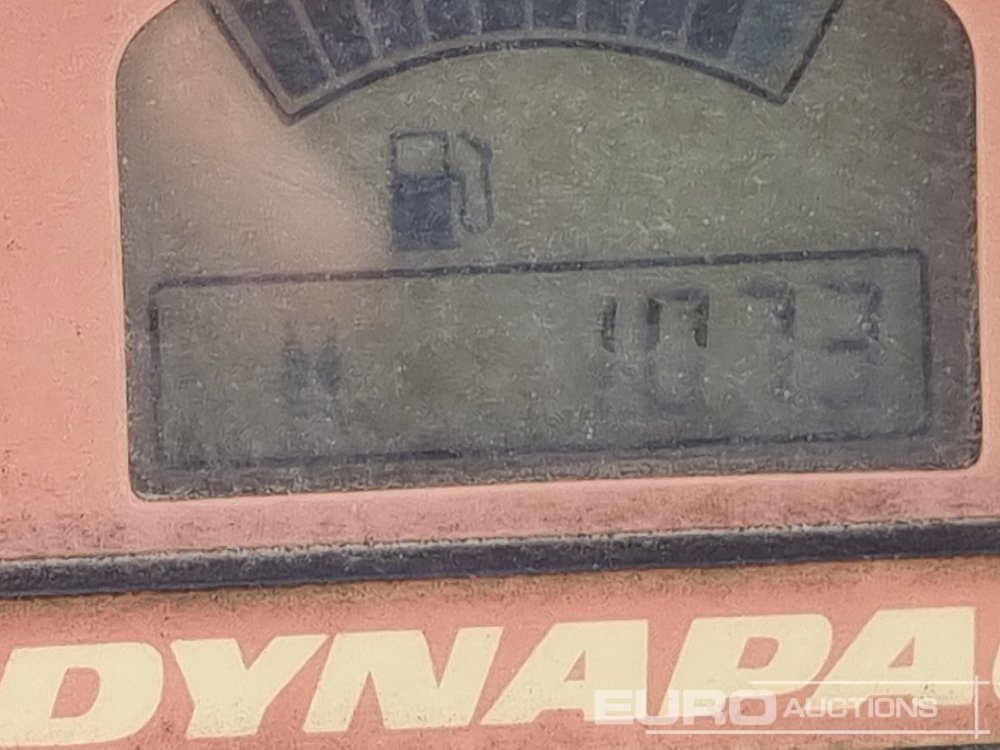 H 1073
DYNAPA
EURO AUCTIONS